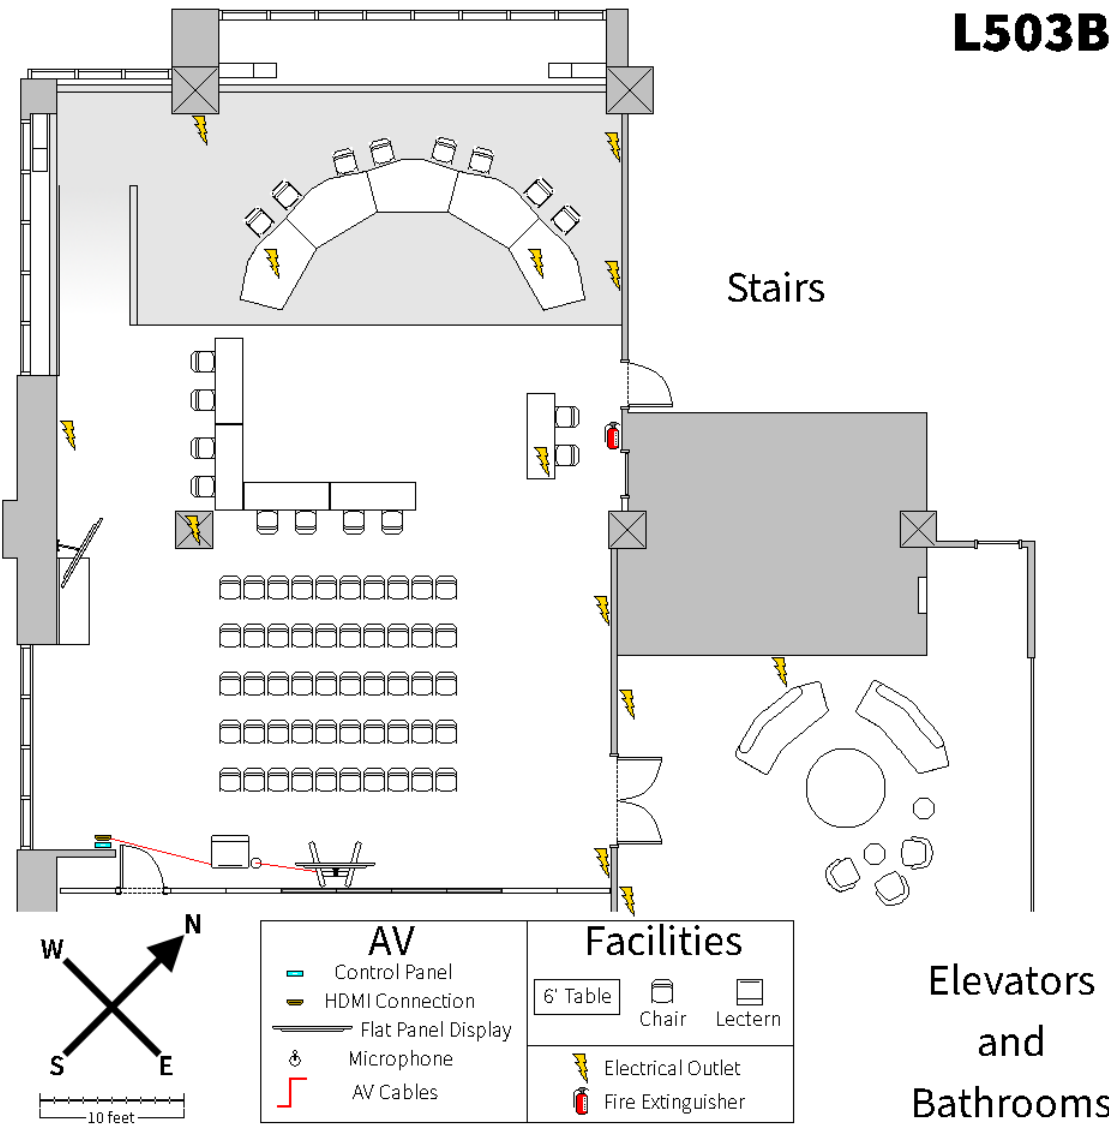 L503B
Stairs
N
W
S
E
10 feet
AV
Control Panel
HDMI Connection
Flat Panel Display
Microphone
AV Cables
Facilities
6' Table
Chair
Lectern
Electrical Outlet
Fire Extinguisher
Elevators
and
Bathrooms